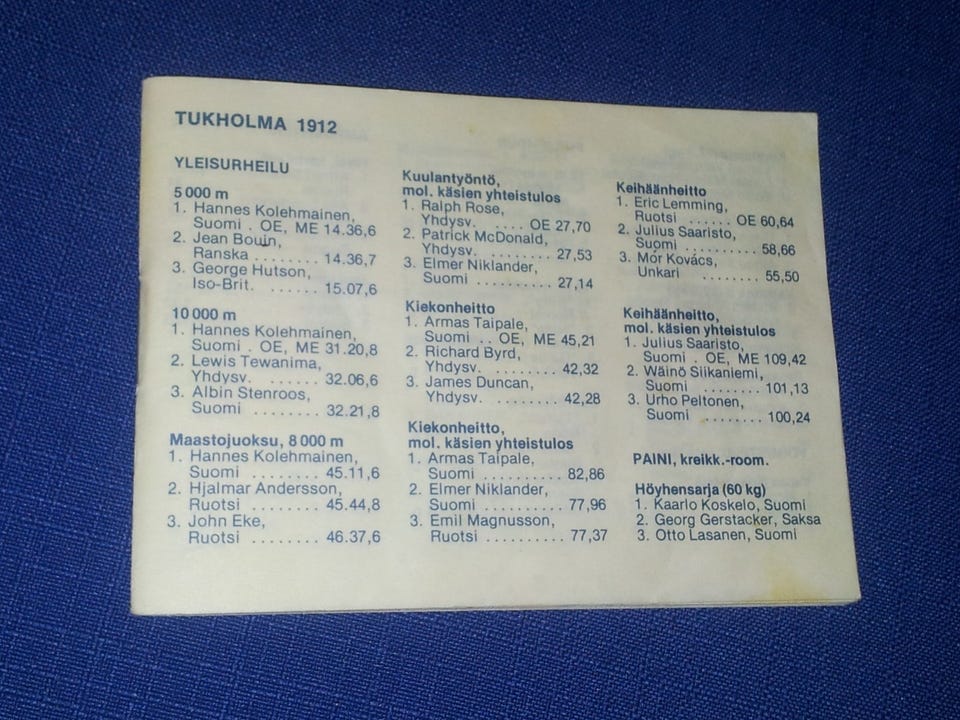 TUKHOLMA 1912
YLEISURHEILU
5 000 m
1. Hannes Kolehmainen,
Suomi . OE, ME 14.36,6
2. Jean Bouin,
Ranska ........ 14.36,7
3. George Hutson,
Iso-Brit. ...... 15.07,6
10 000 m
1. Hannes Kolehmainen,
Suomi . OE, ME 31.20,8
2. Lewis Tewanima,
Yhdysv. ...... 32.06,6
3. Albin Stenroos,
Suomi ........ 32.21,8
Maastojuoksu, 8 000 m
1. Hannes Kolehmainen,
Suomi ........ 45.11,6
2. Hjalmar Andersson,
Ruotsi ........ 45.44,8
3. John Eke,
Ruotsi ........ 46.37,6
Kuulantyöntö,
mol. käsien yhteistulos
1. Ralph Rose,
Yhdysv. .... OE 27,70
2. Patrick McDonald,
Yhdysv. ........ 27,53
3. Elmer Niklander,
Suomi .......... 27,14
Kiekonheitto
1. Armas Taipale,
Suomi .. OE, ME 45,21
2. Richard Byrd,
Yhdysv. ........ 42,32
3. James Duncan,
Yhdysv. ........ 42,28
Kiekonheitto,
mol. käsien yhteistulos
1. Armas Taipale,
Suomi .......... 82,86
2. Elmer Niklander,
Suomi .......... 77,96
3. Emil Magnusson,
Ruotsi .......... 77,37
Keihäänheitto
1. Eric Lemming,
Ruotsi ...... OE 60,64
2. Julius Saaristo,
Suomi .......... 58,66
3. Mór Kovács,
Unkari ........ 55,50
Keihäänheitto,
mol. käsien yhteistulos
1. Julius Saaristo,
Suomi . OE, ME 109,42
2. Wäinö Siikaniemi,
Suomi ........ 101,13
3. Urho Peltonen,
Suomi ........ 100,24
PAINI, kreikk.-room.
Höyhensarja (60 kg)
1. Kaarlo Koskelo, Suomi
2. Georg Gerstacker, Saksa
3. Otto Lasanen, Suomi